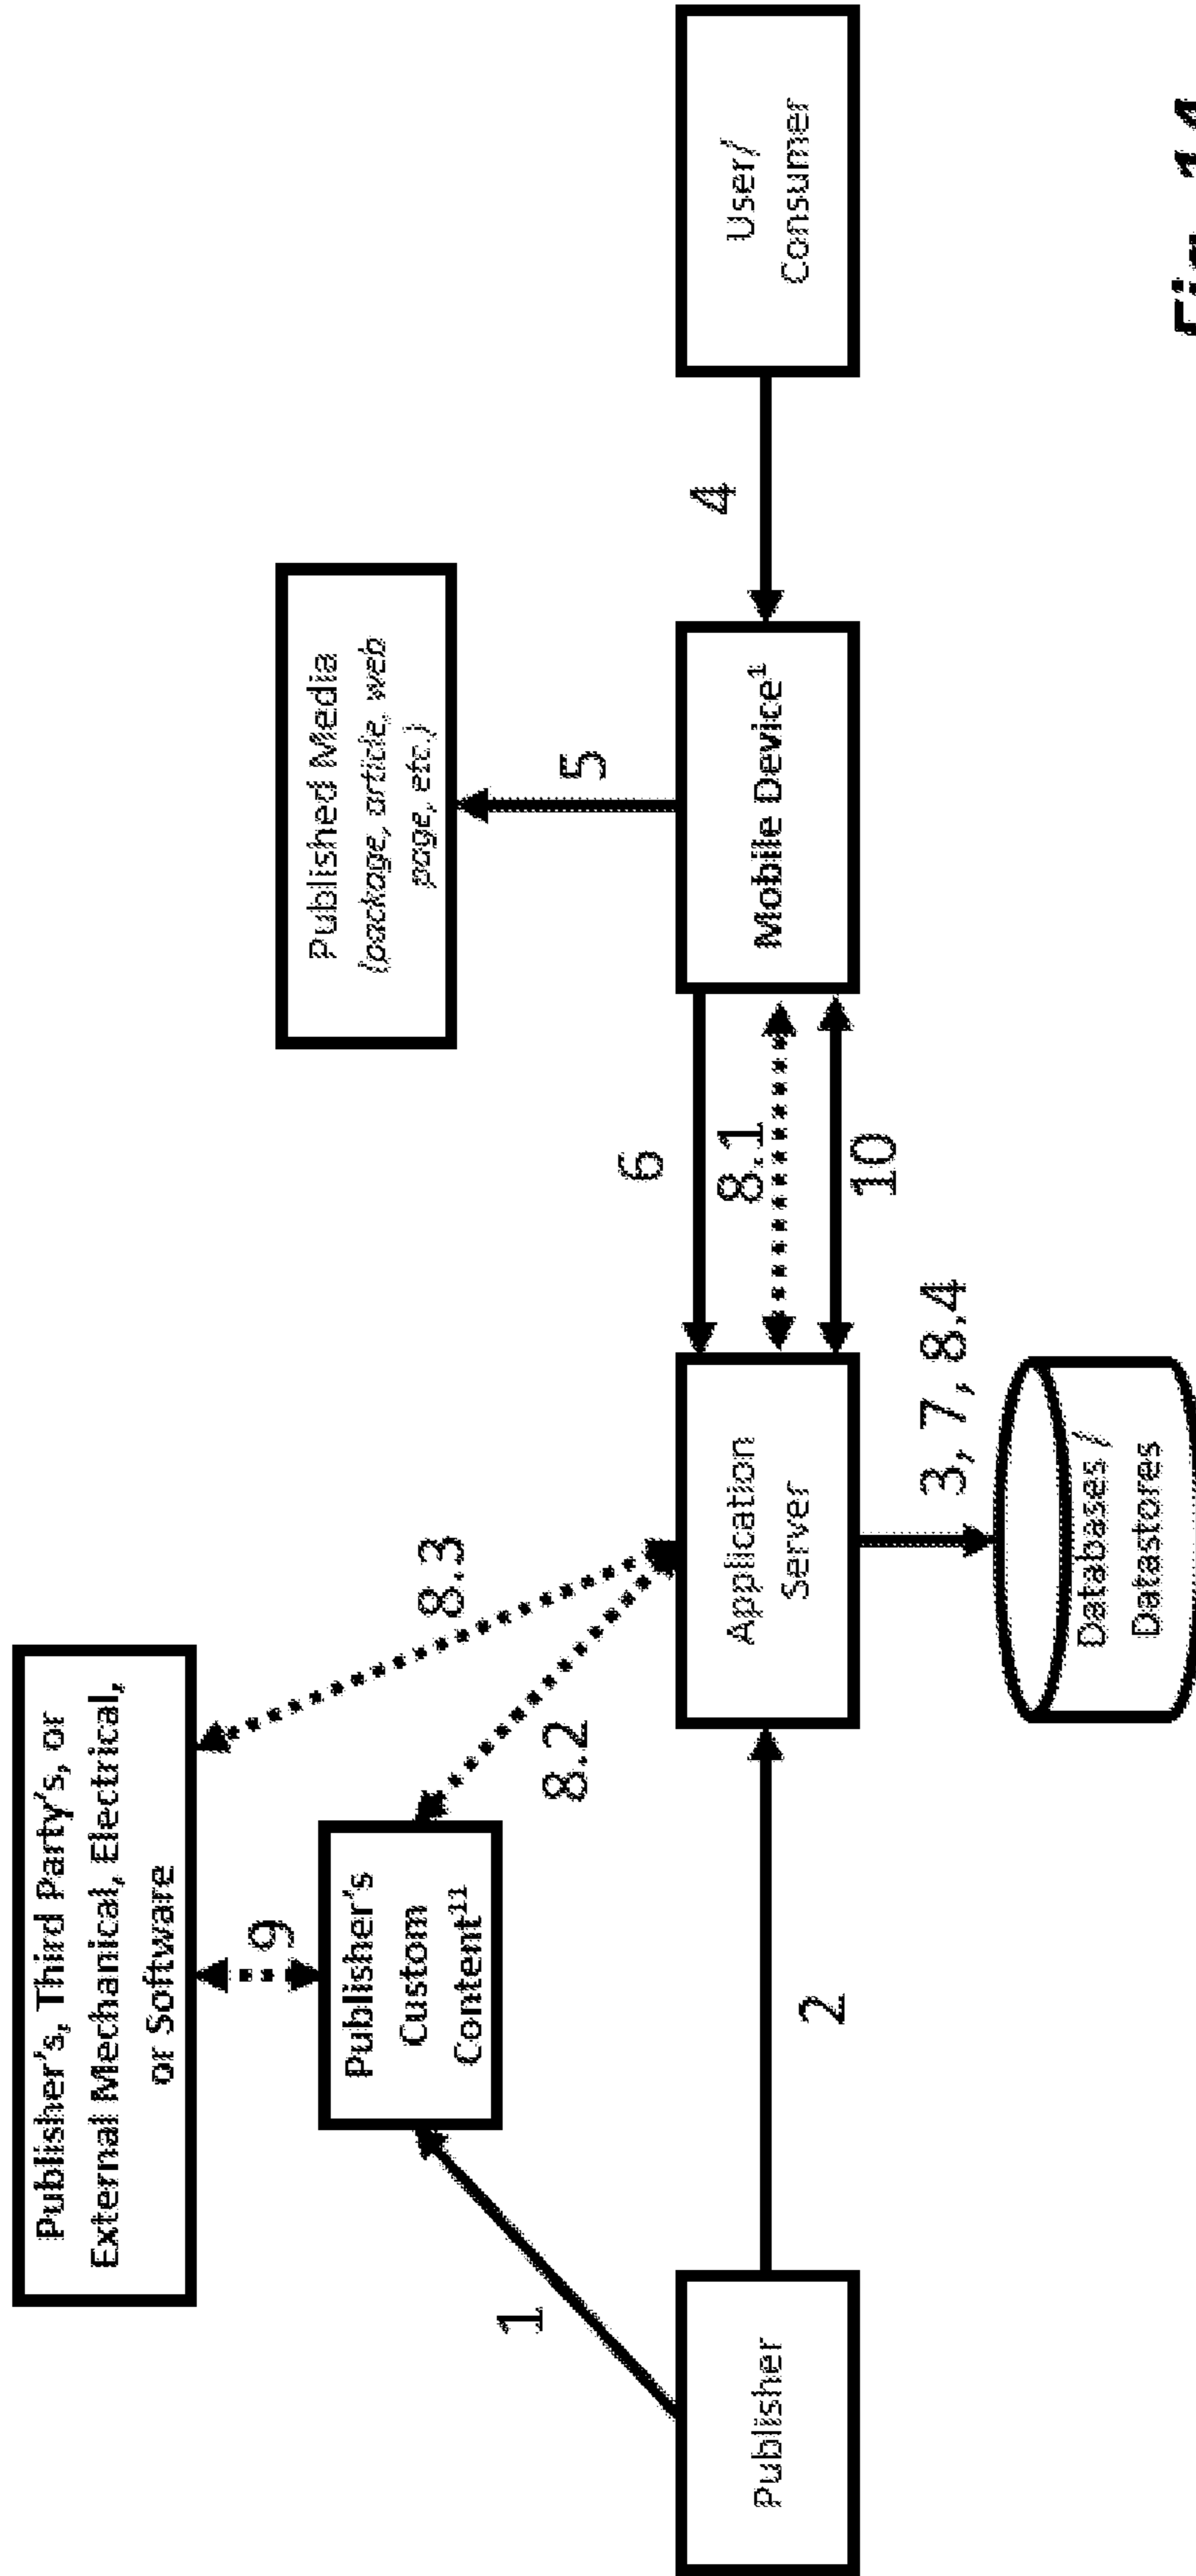 Publisher's, Third Party's, or
External Mechanical, Electrical,
or Software
9
8.3
Publisher's
Custom
Content¹¹
8.2
1
Published Media
(package, article, web
page, etc.)
5
Publisher
2
Application
Server
6
8.1
10
Mobile Device¹
4
User/
Consumer
3, 7, 8.4
Databases /
Datastores
Fig.